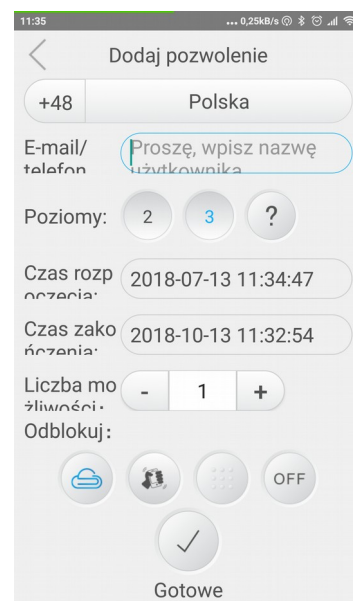 11:35 ... 0,25kB/s
Dodaj pozwolenie
+48 Polska
E-mail/ Proszę, wpisz nazwę
telefon użytkownika
Poziomy: 2 3 ?
Czas rozp 2018-07-13 11:34:47
oczęcia:
Czas zako 2018-10-13 11:32:54
ńczenia:
Liczba mo - 1 +
żliwości:
Odblokuj:
OFF
Gotowe